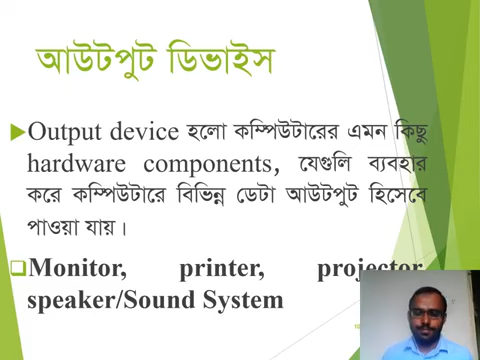 আউটপুট ডিভাইস
Output device হলো কম্পিউটারের এমন কিছু
hardware components, যেগুলি ব্যবহার
করে কম্পিউটারে বিভিন্ন ডেটা আউটপুট হিসেবে
পাওয়া যায়।
Monitor, printer, projector,
speaker/Sound System